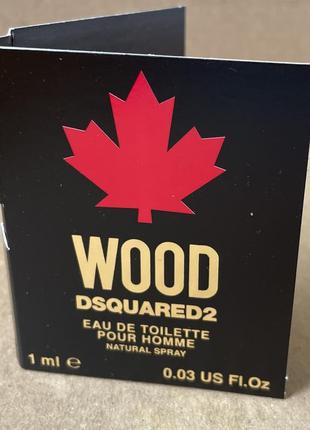 WOOD
DSQUARED2
EAU DE TOILETTE
POUR HOMME
NATURAL SPRAY
1 ml ℮ 0.03 US Fl.Oz